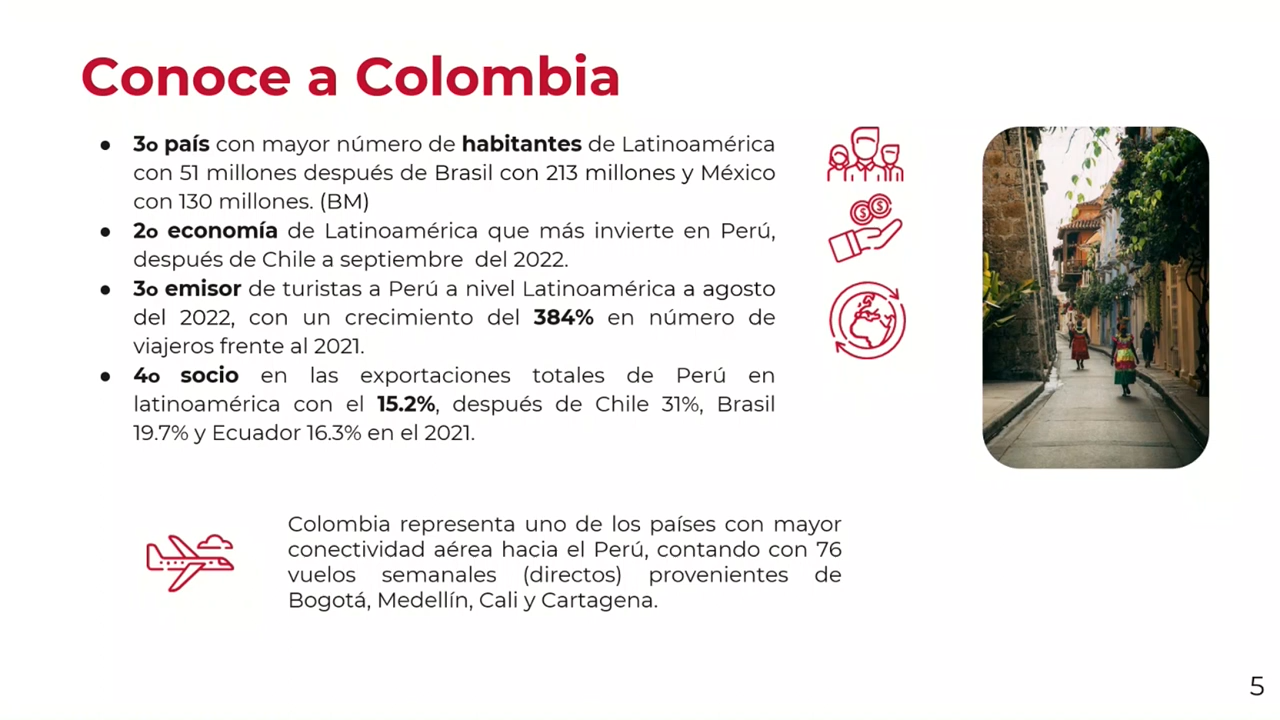 Conoce a Colombia
● 3o país con mayor número de habitantes de Latinoamérica
con 51 millones después de Brasil con 213 millones y México
con 130 millones. (BM)
● 2o economía de Latinoamérica que más invierte en Perú,
después de Chile a septiembre del 2022.
● 3o emisor de turistas a Perú a nivel Latinoamérica a agosto
del 2022, con un crecimiento del 384% en número de
viajeros frente al 2021.
● 4o socio en las exportaciones totales de Perú en
latinoamérica con el 15.2%, después de Chile 31%, Brasil
19.7% y Ecuador 16.3% en el 2021.
Colombia representa uno de los países con mayor
conectividad aérea hacia el Perú, contando con 76
vuelos semanales (directos) provenientes de
Bogotá, Medellín, Cali y Cartagena.
5